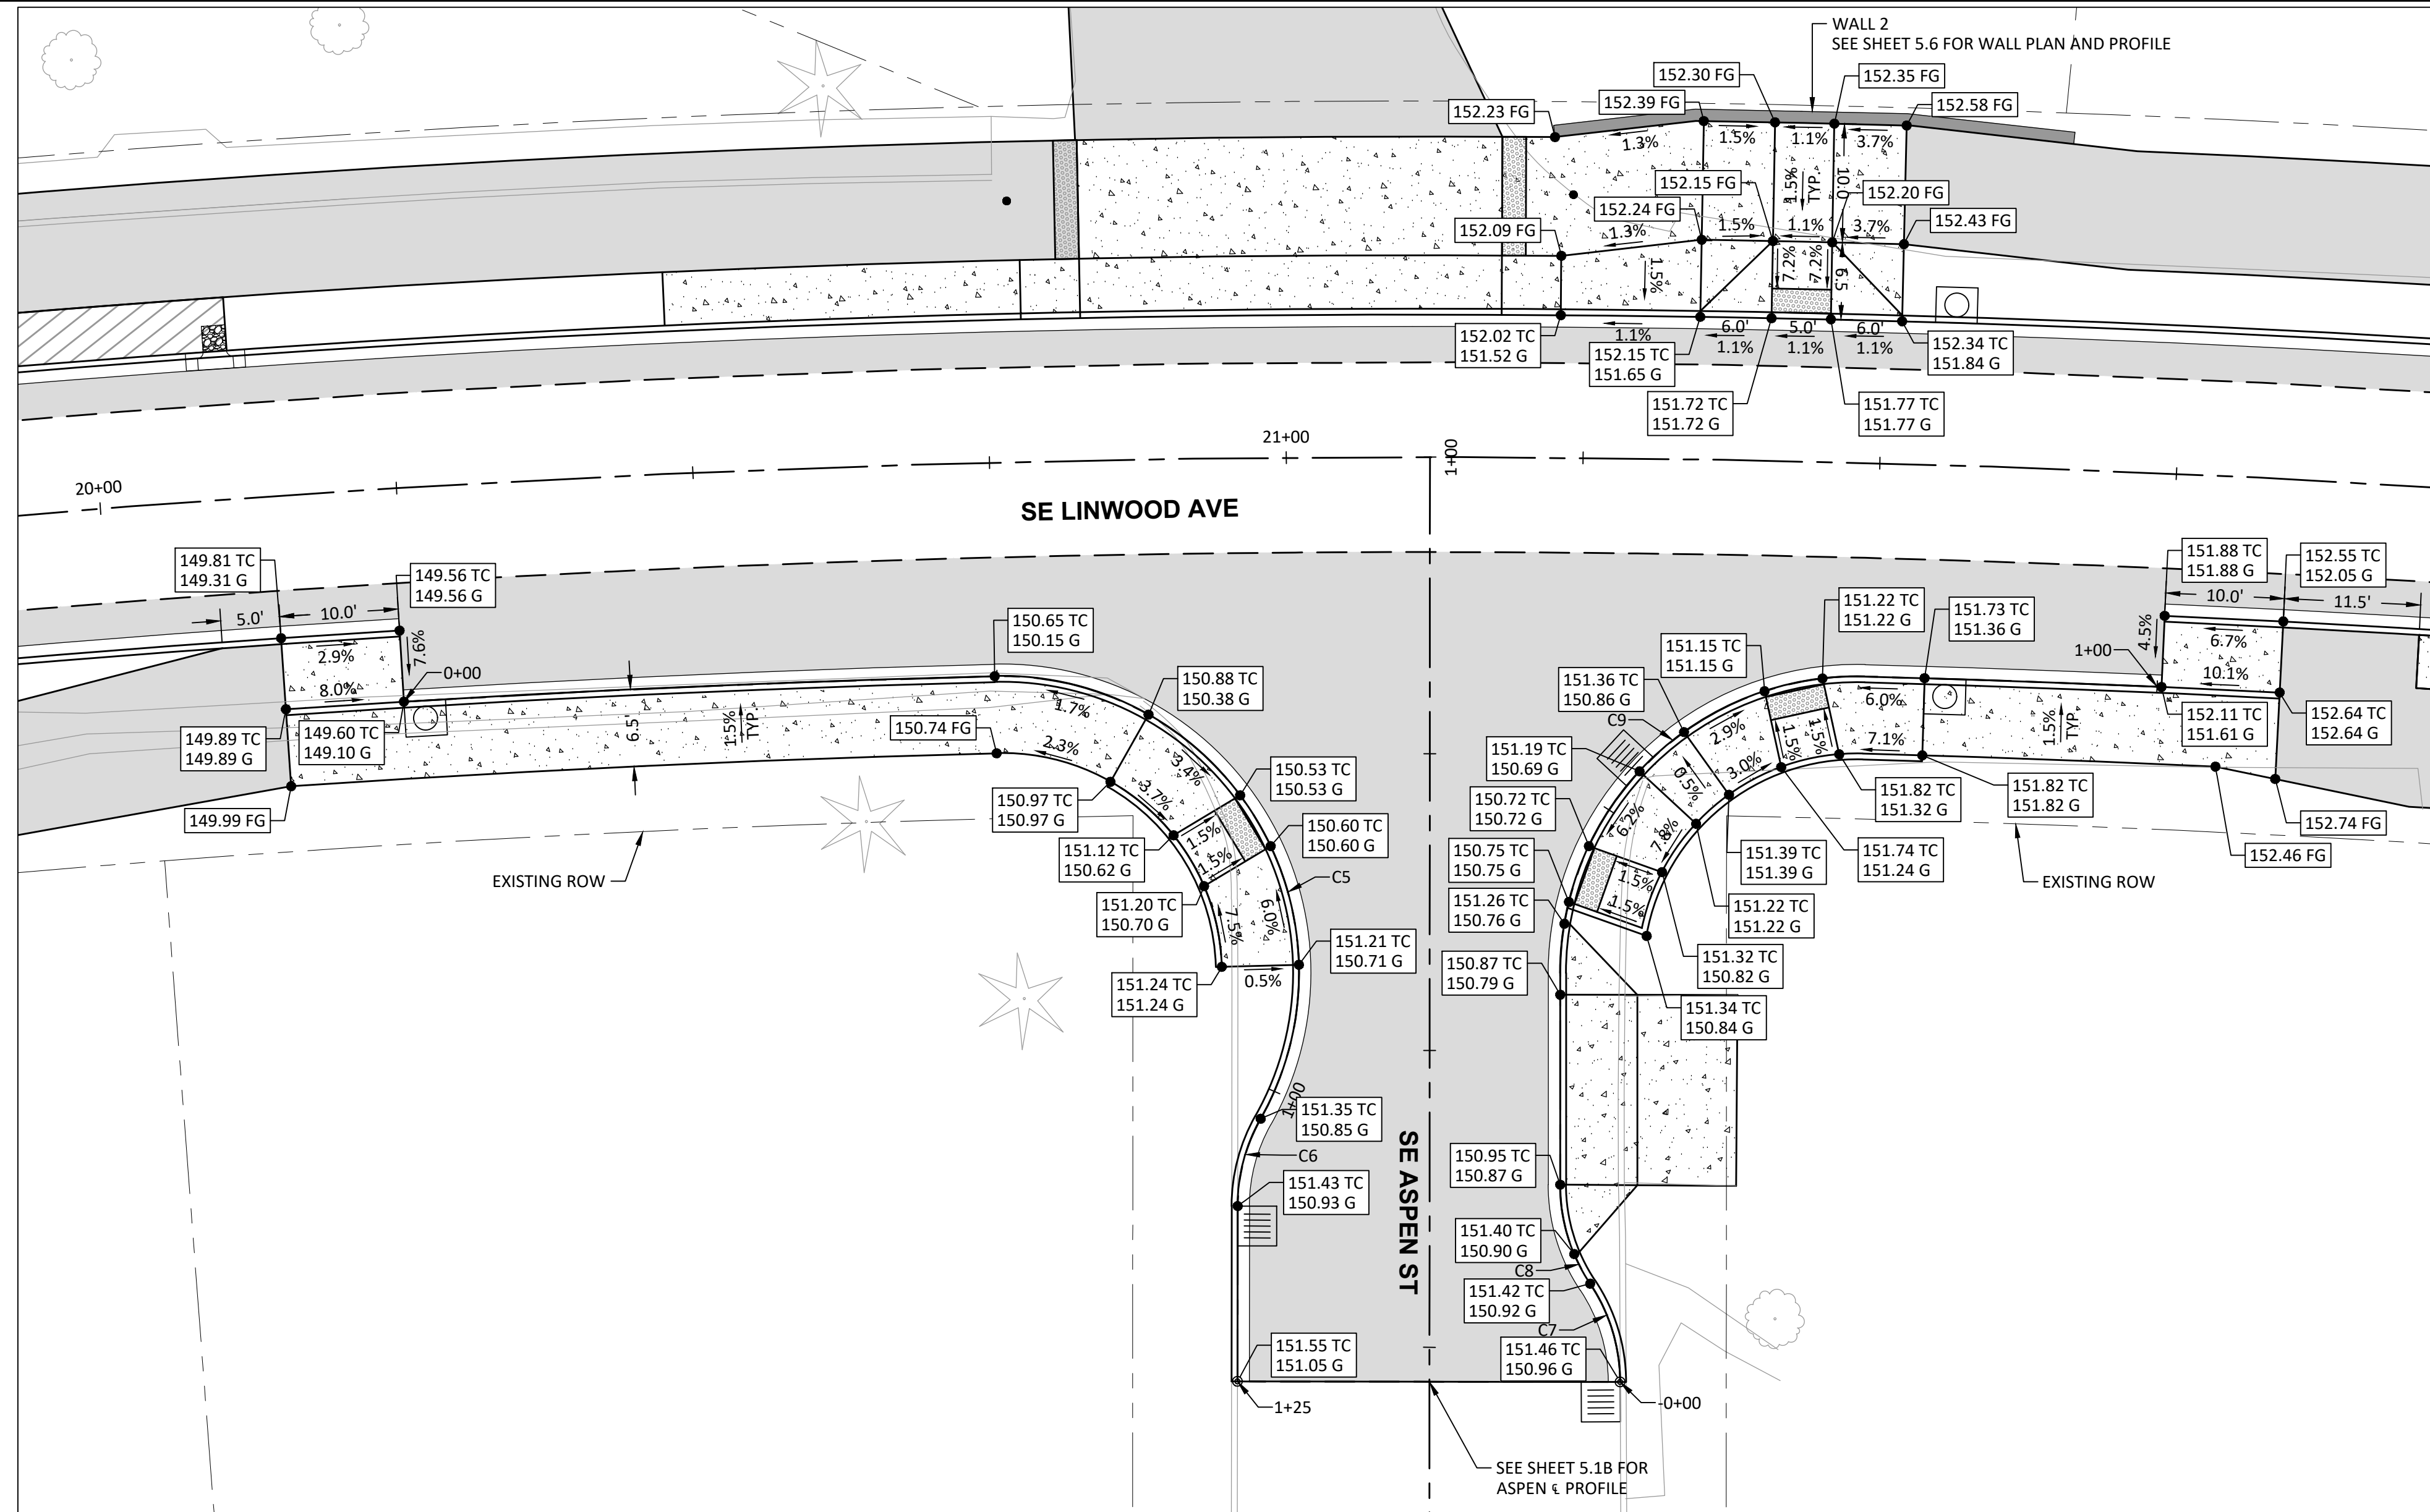 WALL 2
SEE SHEET 5.6 FOR WALL PLAN AND PROFILE
152.30 FG
152.35 FG
152.23 FG
152.39 FG
152.58 FG
1.3%
1.5%
1.1%
3.7%
152.15 FG
1.5%
TYP.
10.0'
152.20 FG
152.24 FG
152.43 FG
152.09 FG
1.3%
1.5%
1.1%
3.7%
1.5%
7.2%
7.2%
6.5'
152.02 TC
151.52 G
1.1%
6.0'
1.1%
5.0'
1.1%
6.0'
1.1%
152.15 TC
151.65 G
152.34 TC
151.84 G
151.72 TC
151.72 G
151.77 TC
151.77 G
20+00
21+00
1+00
SE LINWOOD AVE
149.81 TC
149.31 G
149.56 TC
149.56 G
5.0'
10.0'
2.9%
7.6%
8.0%
0+00
149.89 TC
149.89 G
149.60 TC
149.10 G
149.99 FG
6.5'
1.5%
TYP.
EXISTING ROW
150.65 TC
150.15 G
150.88 TC
150.38 G
150.74 FG
1.7%
2.3%
3.4%
3.7%
150.97 TC
150.97 G
150.53 TC
150.53 G
150.60 TC
150.60 G
151.12 TC
150.62 G
1.5%
1.5%
C5
151.20 TC
150.70 G
7.5%
6.0%
151.21 TC
150.71 G
151.24 TC
151.24 G
0.5%
1+00
151.35 TC
150.85 G
C6
151.43 TC
150.93 G
151.55 TC
151.05 G
1+25
SE ASPEN ST
151.22 TC
151.22 G
151.73 TC
151.36 G
151.15 TC
151.15 G
151.36 TC
150.86 G
C9
2.9%
1.5%
1.5%
6.0%
7.1%
151.19 TC
150.69 G
0.5%
3.0%
150.72 TC
150.72 G
6.2%
7.8%
150.75 TC
150.75 G
1.5%
1.5%
151.26 TC
150.76 G
150.87 TC
150.79 G
151.82 TC
151.32 G
151.82 TC
151.82 G
151.39 TC
151.39 G
151.74 TC
151.24 G
151.22 TC
151.22 G
151.32 TC
150.82 G
151.34 TC
150.84 G
1.5%
TYP.
151.88 TC
151.88 G
152.55 TC
152.05 G
10.0'
11.5'
4.5%
6.7%
10.1%
1+00
152.11 TC
151.61 G
152.64 TC
152.64 G
152.74 FG
152.46 FG
EXISTING ROW
150.95 TC
150.87 G
151.40 TC
150.90 G
C8
151.42 TC
150.92 G
C7
151.46 TC
150.96 G
-0+00
SEE SHEET 5.1B FOR
ASPEN ℄ PROFILE